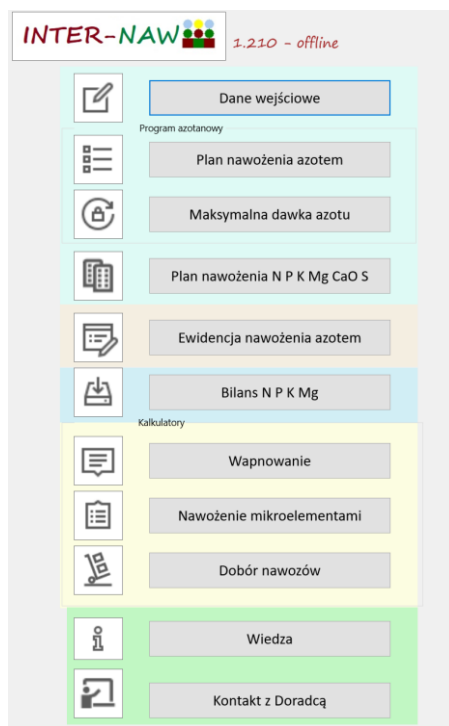 INTER-NAW
1.210 - offline
Dane wejściowe
Program azotanowy
Plan nawożenia azotem
Maksymalna dawka azotu
Plan nawożenia N P K Mg CaO S
Ewidencja nawożenia azotem
Bilans N P K Mg
Kalkulatory
Wapnowanie
Nawożenie mikroelementami
Dobór nawozów
Wiedza
Kontakt z Doradcą